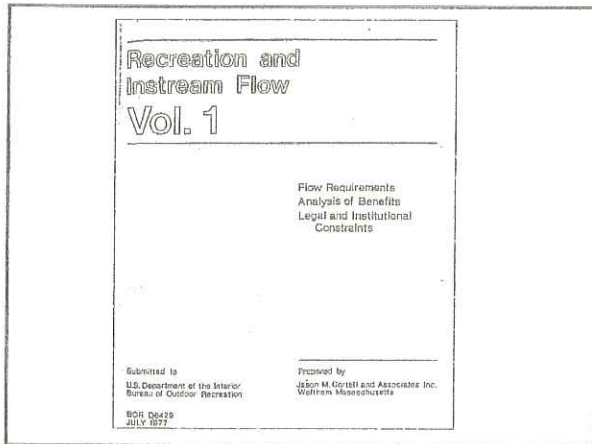 Recreation and
Instream Flow
Vol. 1
Flow Requirements
Analysis of Benefits
Legal and Institutional
Constraints
Submitted to
U.S. Department of the Interior
Bureau of Outdoor Recreation
BOR D6429
JULY 1977
Prepared by
Jason M. Cortell and Associates Inc.
Waltham Massachusetts